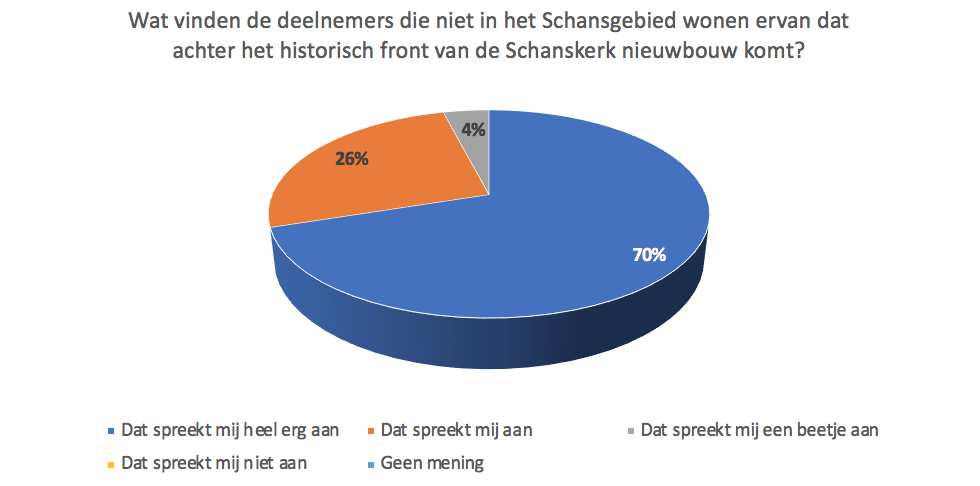 Wat vinden de deelnemers die niet in het Schansgebied wonen ervan dat
achter het historisch front van de Schanskerk nieuwbouw komt?
4%
26%
70%
Dat spreekt mij heel erg aan
Dat spreekt mij aan
Dat spreekt mij een beetje aan
Dat spreekt mij niet aan
Geen mening